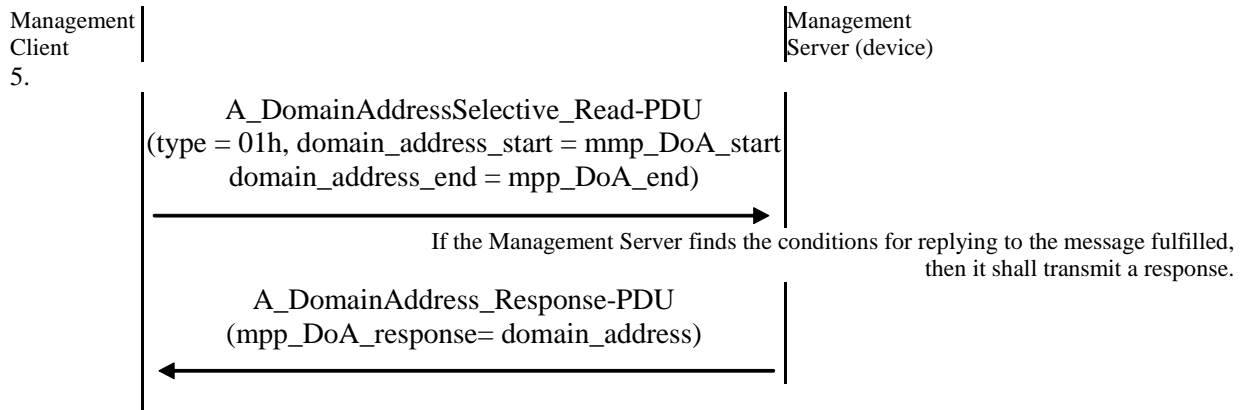 Management
Client
Management
Server (device)
5.
A_DomainAddressSelective_Read-PDU
(type = 01h, domain_address_start = mmp_DoA_start
domain_address_end = mpp_DoA_end)
If the Management Server finds the conditions for replying to the message fulfilled,
then it shall transmit a response.
A_DomainAddress_Response-PDU
(mpp_DoA_response= domain_address)